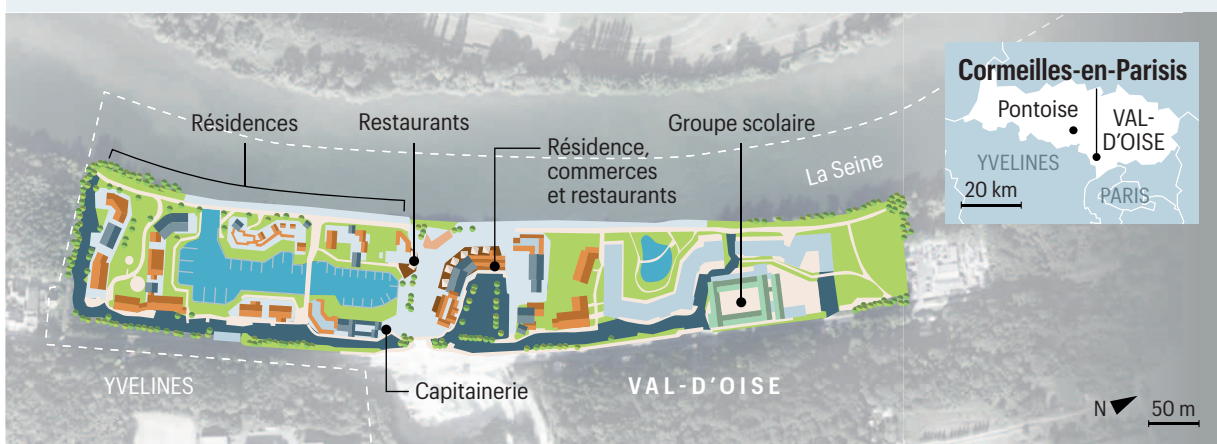 Résidences
Restaurants
Résidence,
commerces
et restaurants
Groupe scolaire
La Seine
Capitainerie
YVELINES
VAL-D'OISE
Cormeilles-en-Parisis
Pontoise
VAL-
D'OISE
YVELINES
PARIS
20 km
N
50 m